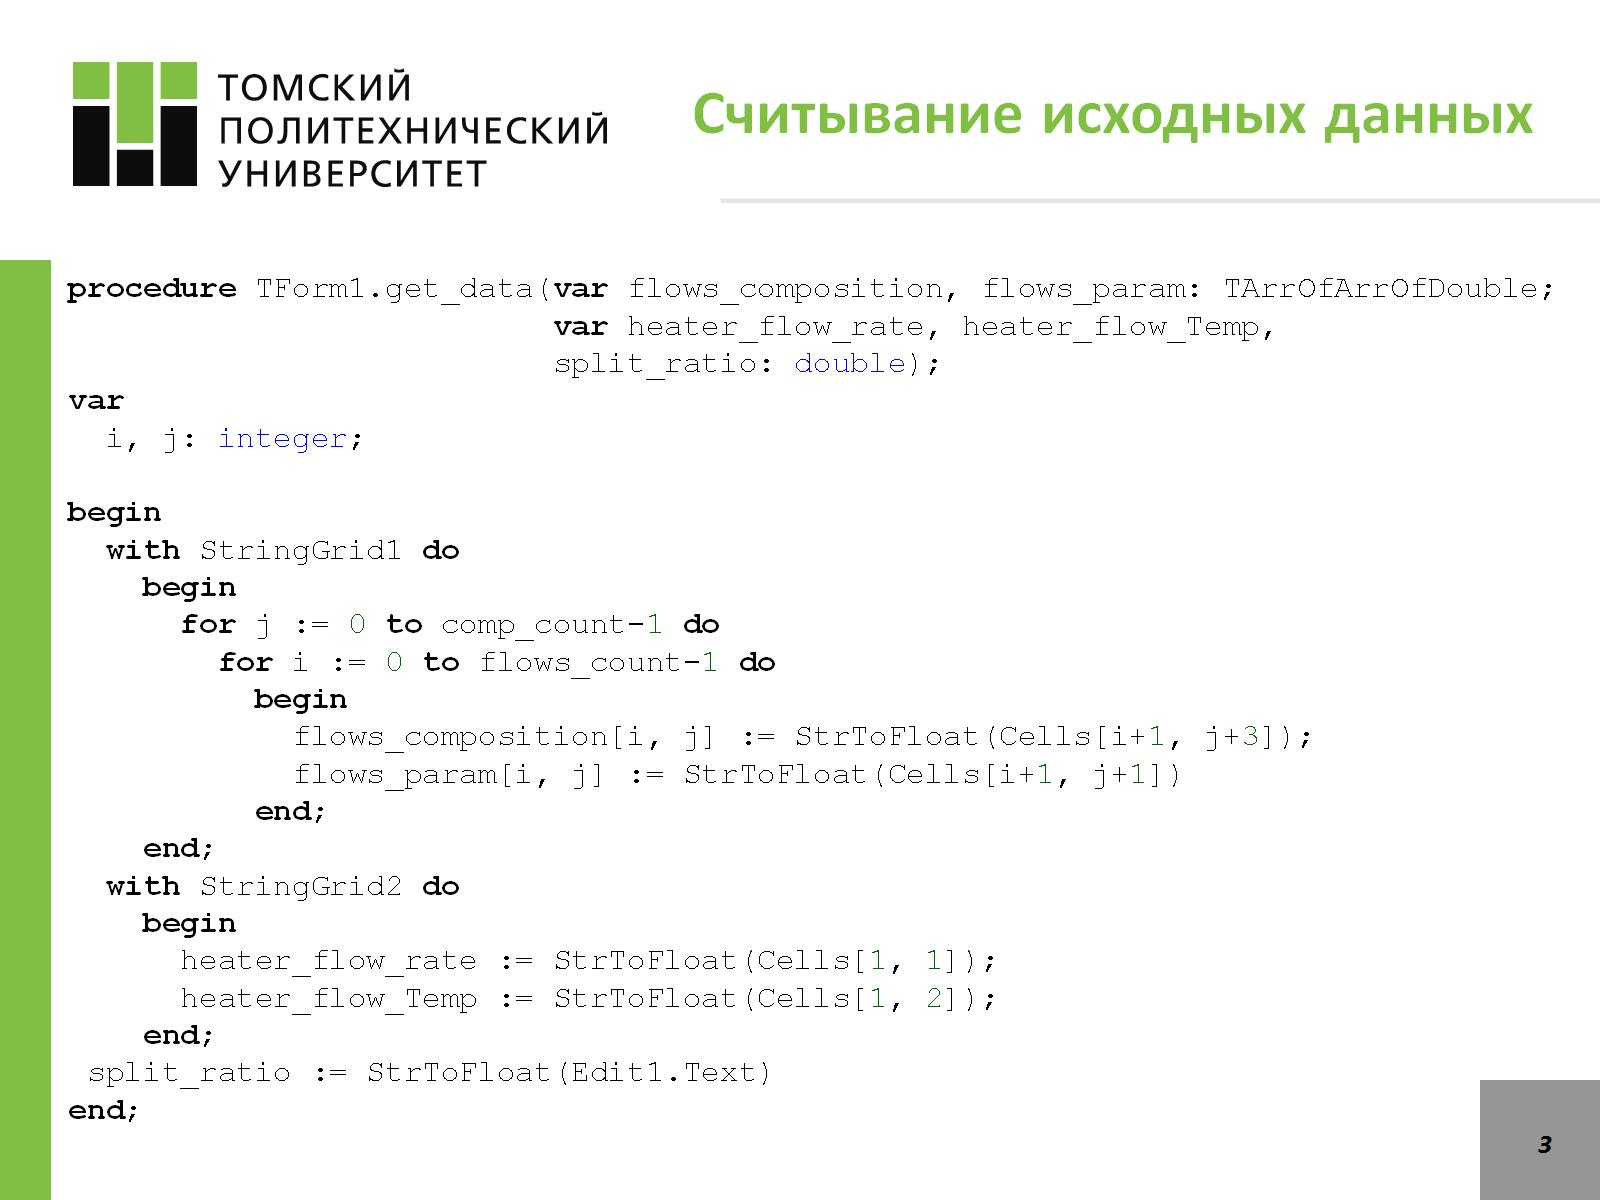 ТОМСКИЙ
ПОЛИТЕХНИЧЕСКИЙ
УНИВЕРСИТЕТ
Считывание исходных данных
procedure TForm1.get_data(var flows_composition, flows_param: TArrOfArrOfDouble;
                          var heater_flow_rate, heater_flow_Temp,
                          split_ratio: double);
var
  i, j: integer;
begin
  with StringGrid1 do
    begin
      for j := 0 to comp_count-1 do
        for i := 0 to flows_count-1 do
          begin
            flows_composition[i, j] := StrToFloat(Cells[i+1, j+3]);
            flows_param[i, j] := StrToFloat(Cells[i+1, j+1])
          end;
    end;
  with StringGrid2 do
    begin
      heater_flow_rate := StrToFloat(Cells[1, 1]);
      heater_flow_Temp := StrToFloat(Cells[1, 2]);
    end;
 split_ratio := StrToFloat(Edit1.Text)
end;
3